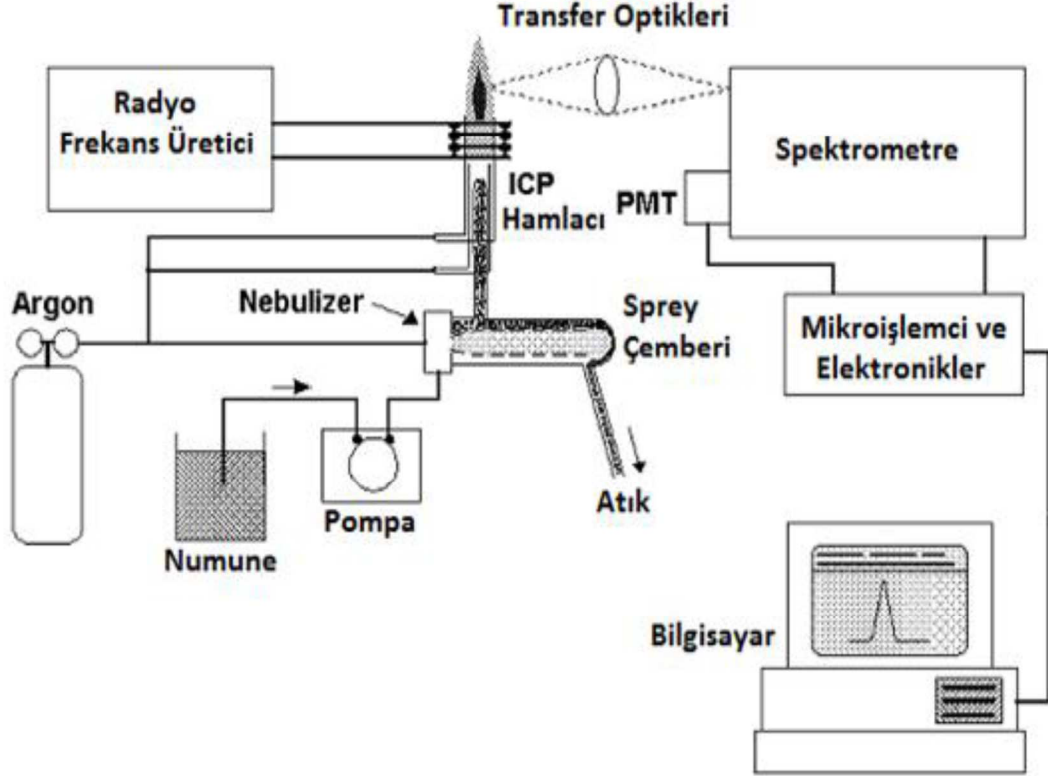 Transfer Optikleri
Radyo
Frekans Üretici
Spektrometre
ICP
Hamlacı
PMT
Argon
Nebulizer
Sprey
Çemberi
Mikroişlemci ve
Elektronikler
Pompa
Atık
Numune
Bilgisayar